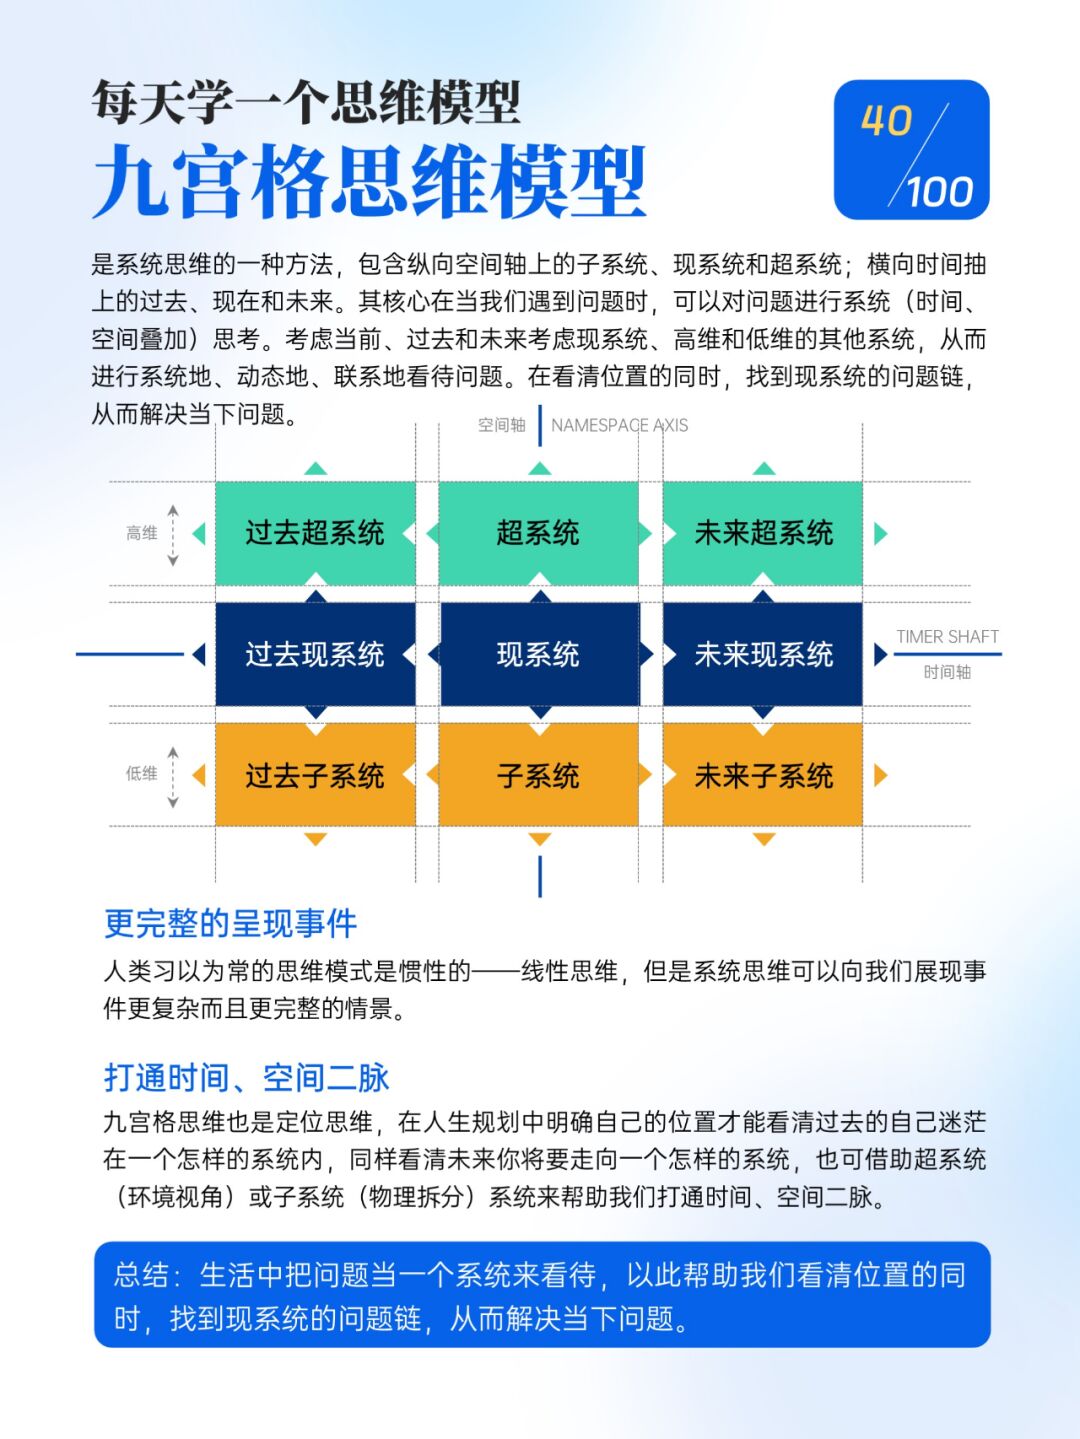 每天学一个思维模型
九宫格思维模型
40
100
是系统思维的一种方法，包含纵向空间轴上的子系统、现系统和超系统；横向时间抽
上的过去、现在和未来。其核心在当我们遇到问题时，可以对问题进行系统（时间、
空间叠加）思考。考虑当前、过去和未来考虑现系统、高维和低维的其他系统，从而
进行系统地、动态地、联系地看待问题。在看清位置的同时，找到现系统的问题链，
从而解决当下问题。
空间轴 NAMESPACE AXIS
高维 过去超系统 超系统 未来超系统
过去现系统 现系统 未来现系统 TIMER SHAFT
时间轴
低维 过去子系统 子系统 未来子系统
更完整的呈现事件
人类习以为常的思维模式是惯性的——线性思维，但是系统思维可以向我们展现事
件更复杂而且更完整的情景。
打通时间、空间二脉
九宫格思维也是定位思维，在人生规划中明确自己的位置才能看清过去的自己迷茫
在一个怎样的系统内，同样看清未来你将要走向一个怎样的系统，也可借助超系统
（环境视角）或子系统（物理拆分）系统来帮助我们打通时间、空间二脉。
总结：生活中把问题当一个系统来看待，以此帮助我们看清位置的同
时，找到现系统的问题链，从而解决当下问题。